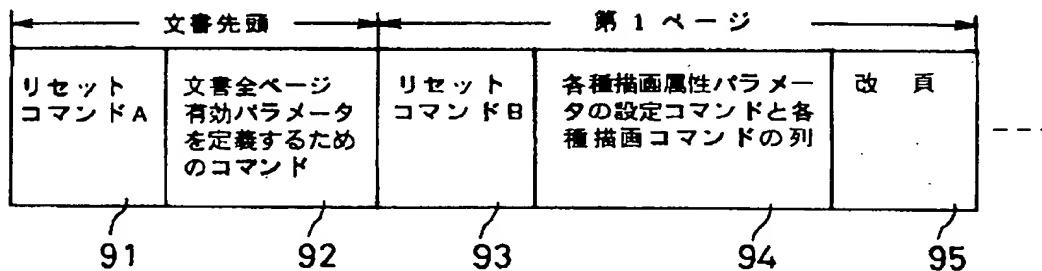 文書先頭
第1ページ
リセット
コマンドA
文書全ページ
有効パラメータ
を定義するため
のコマンド
リセット
コマンドB
各種描画属性パラメー
タの設定コマンドと各
種描画コマンドの列
改 頁
91
92
93
94
95